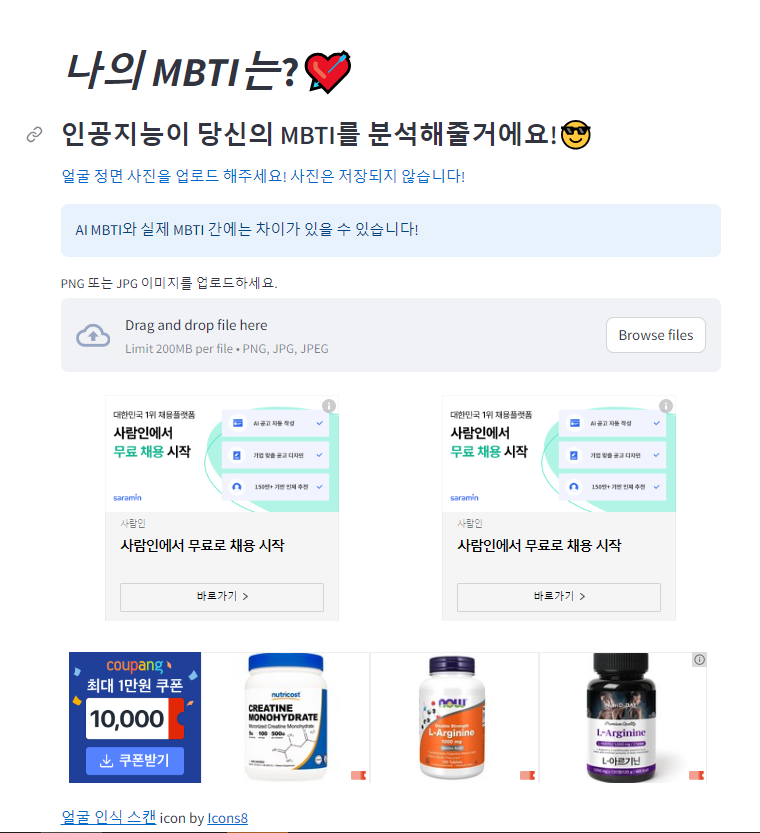 나의 MBTI는?
인공지능이 당신의 MBTI를 분석해줄거에요!
얼굴 정면 사진을 업로드 해주세요! 사진은 저장되지 않습니다!
AI MBTI와 실제 MBTI 간에는 차이가 있을 수 있습니다!
PNG 또는 JPG 이미지를 업로드하세요.
Drag and drop file here
Limit 200MB per file • PNG, JPG, JPEG
Browse files
대한민국 1위 채용플랫폼
사람인에서
무료 채용 시작
AI 공고 자동 작성
기업 맞춤 공고 디자인
150만+ 기반 인재 추천
saramin
사람인
사람인에서 무료로 채용 시작
바로가기 >
대한민국 1위 채용플랫폼
사람인에서
무료 채용 시작
AI 공고 자동 작성
기업 맞춤 공고 디자인
150만+ 기반 인재 추천
saramin
사람인
사람인에서 무료로 채용 시작
바로가기 >
coupang
최대 1만원 쿠폰
10,000
쿠폰받기
nutricost
CREATINE
MONOHYDRATE
Micronized Creatine Monohydrate
5g 100 500g
NOW
Double Strength
L-Arginine
1000 mg
Premium Quality
L-Arginine
L-아르기닌
얼굴 인식 스캔 icon by Icons8